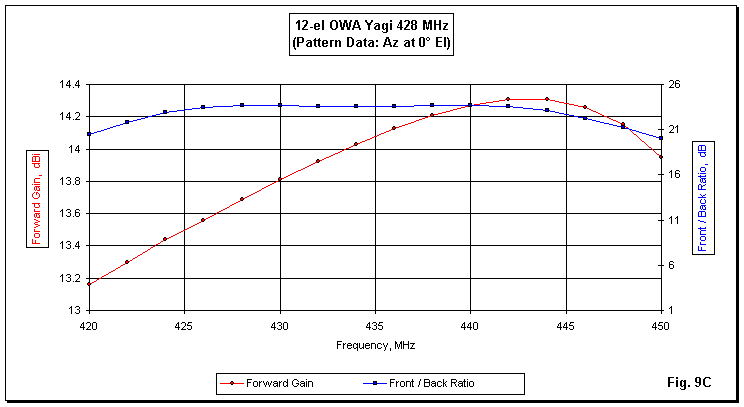 12-el OWA Yagi 428 MHz
(Pattern Data: Az at 0° El)
14.4
14.2
14
13.8
13.6
13.4
13.2
13
Forward Gain, dBi
26
21
16
11
6
1
Front / Back Ratio, dB
420 425 430 435 440 445 450
Frequency, MHz
Forward Gain Front / Back Ratio
Fig. 9C